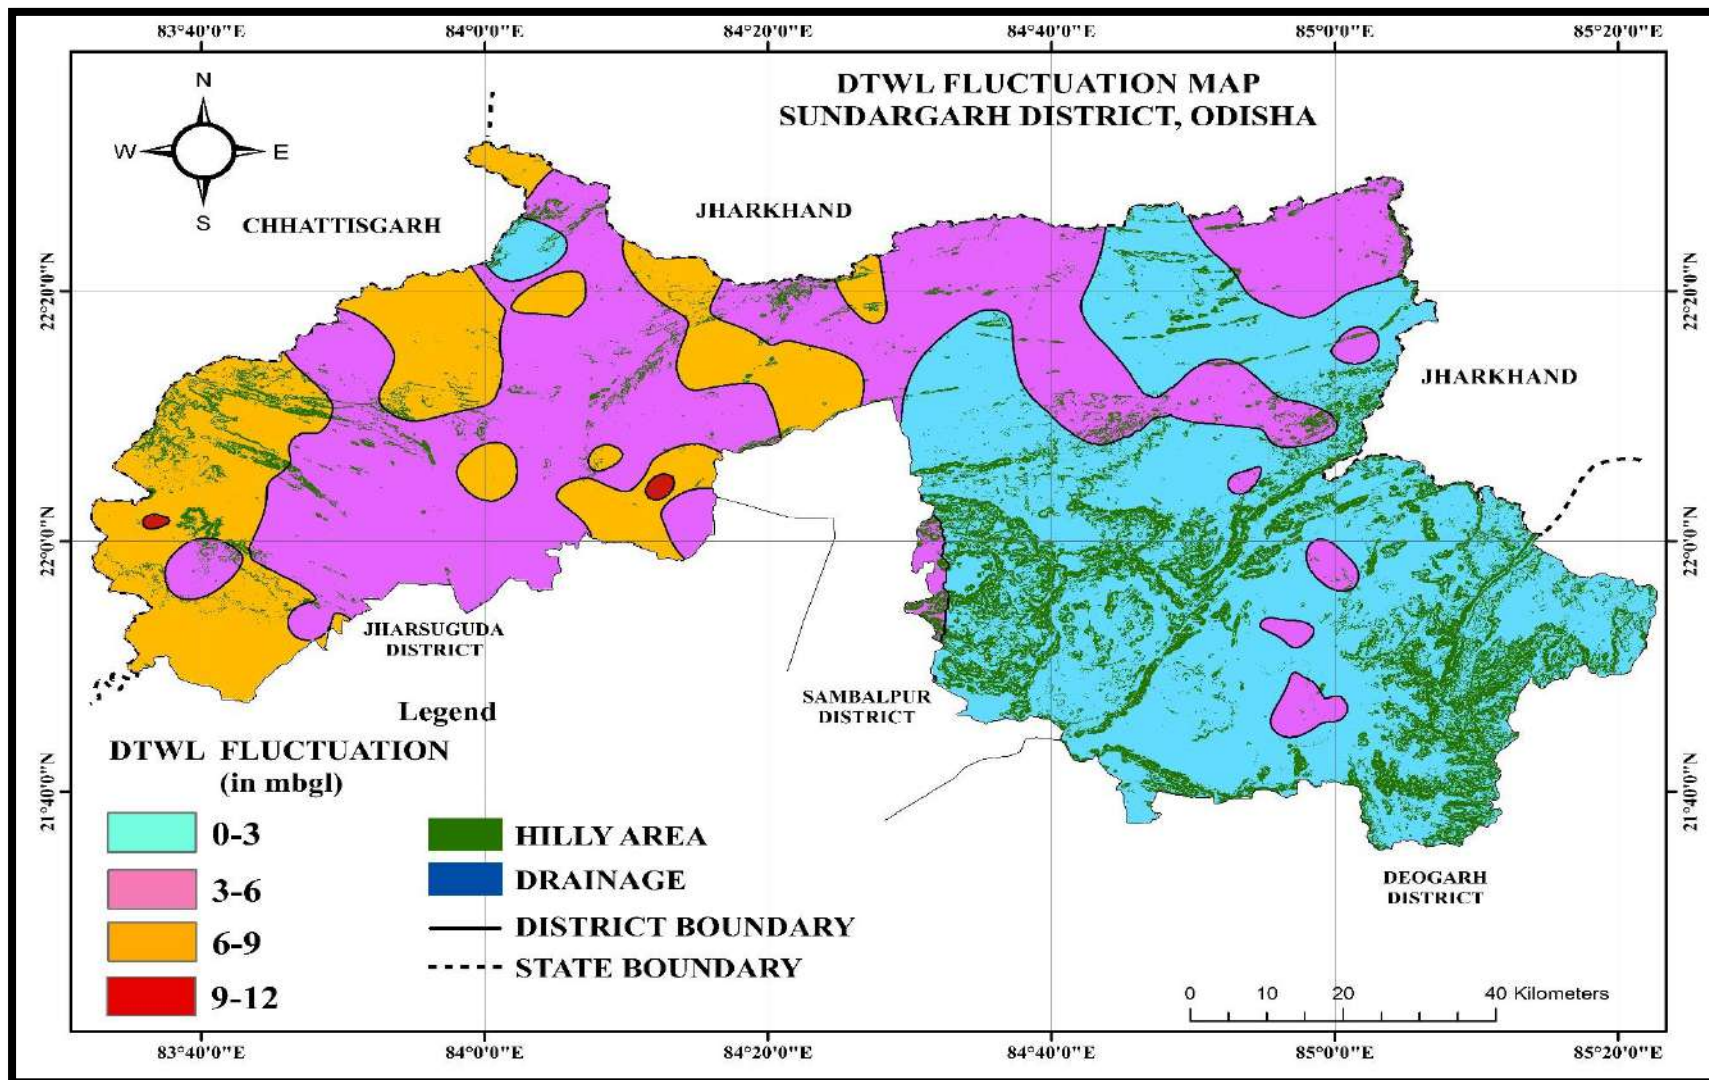 83°40'0"E 84°0'0"E 84°20'0"E 84°40'0"E 85°0'0"E 85°20'0"E
DTWL FLUCTUATION MAP
SUNDARGARH DISTRICT, ODISHA
N
W E
S
CHHATTISGARH
JHARKHAND
22°20'0"N
22°20'0"N
JHARKHAND
22°0'0"N
22°0'0"N
JHARSUGUDA
DISTRICT
SAMBALPUR
DISTRICT
Legend
DTWL FLUCTUATION
(in mbgl)
0-3
3-6
6-9
9-12
HILLY AREA
DRAINAGE
DISTRICT BOUNDARY
STATE BOUNDARY
21°40'0"N
21°40'0"N
DEOGARH
DISTRICT
0 10 20 40 Kilometers
83°40'0"E 84°0'0"E 84°20'0"E 84°40'0"E 85°0'0"E 85°20'0"E